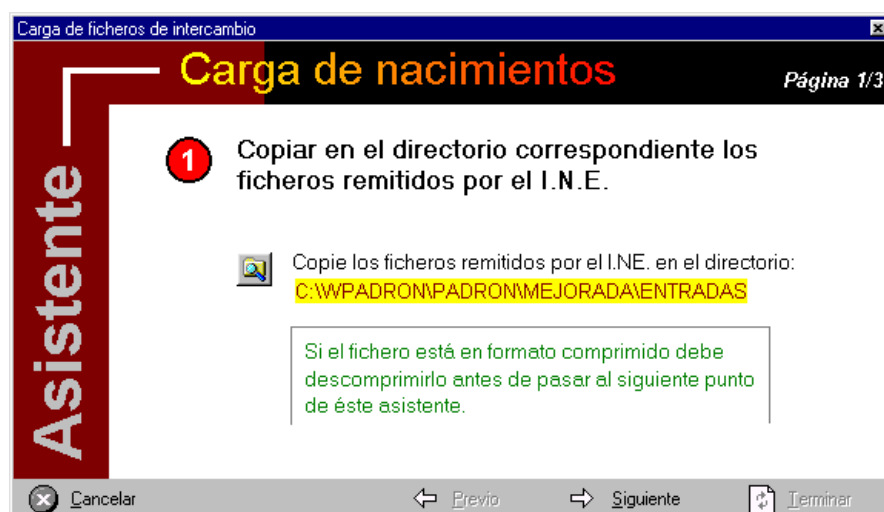 Carga de ficheros de intercambio
Carga de nacimientos
Página 1/3
Asistente
1
Copiar en el directorio correspondiente los
ficheros remitidos por el I.N.E.
Copie los ficheros remitidos por el I.NE. en el directorio:
C:\WPADRON\PADRON\MEJORADA\ENTRADAS
Si el fichero está en formato comprimido debe
descomprimirlo antes de pasar al siguiente punto
de éste asistente.
Cancelar
Previo
Siguiente
Terminar